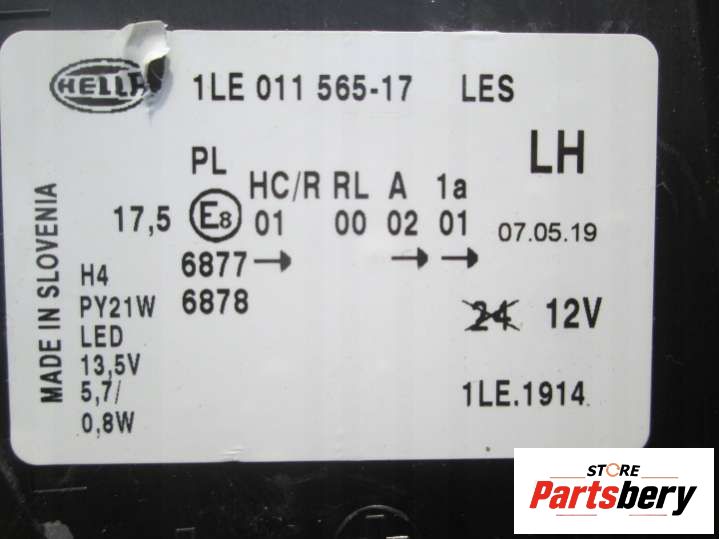 HELLA 1LE 011 565-17 LES
LH
PL
HC/R RL A 1a
17,5 E8 01 00 02 01 07.05.19
6877 → → →
6878
24 12V
1LE.1914
MADE IN SLOVENIA
H4
PY21W
LED
13,5V
5,7/
0,8W
STORE
Partsbery